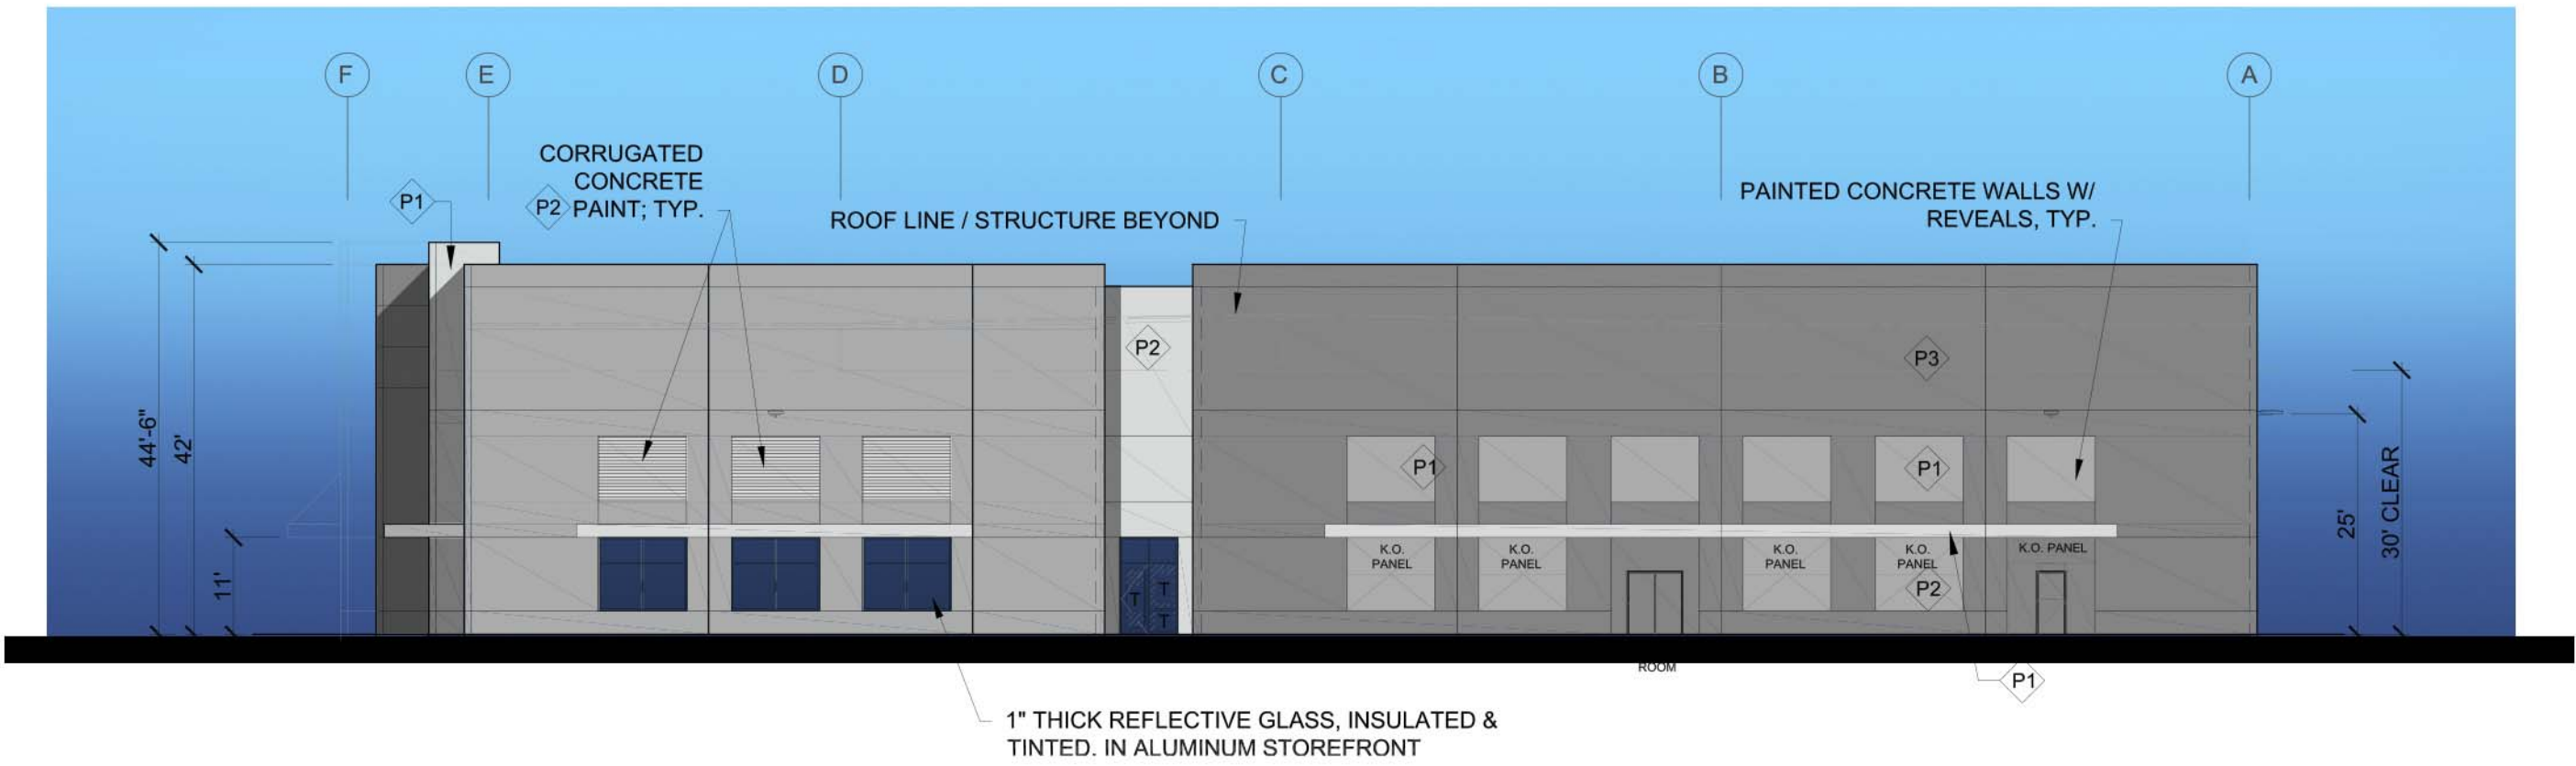 F
E
D
C
B
A
CORRUGATED
CONCRETE
P2 PAINT; TYP.
P1
ROOF LINE / STRUCTURE BEYOND
PAINTED CONCRETE WALLS W/
REVEALS, TYP.
44'-6"
42'
11'
P2
P3
P1
P1
25'
30' CLEAR
K.O.
PANEL
K.O.
PANEL
K.O.
PANEL
K.O.
PANEL
K.O. PANEL
P2
T
T
T
ROOM
P1
1" THICK REFLECTIVE GLASS, INSULATED &
TINTED. IN ALUMINUM STOREFRONT